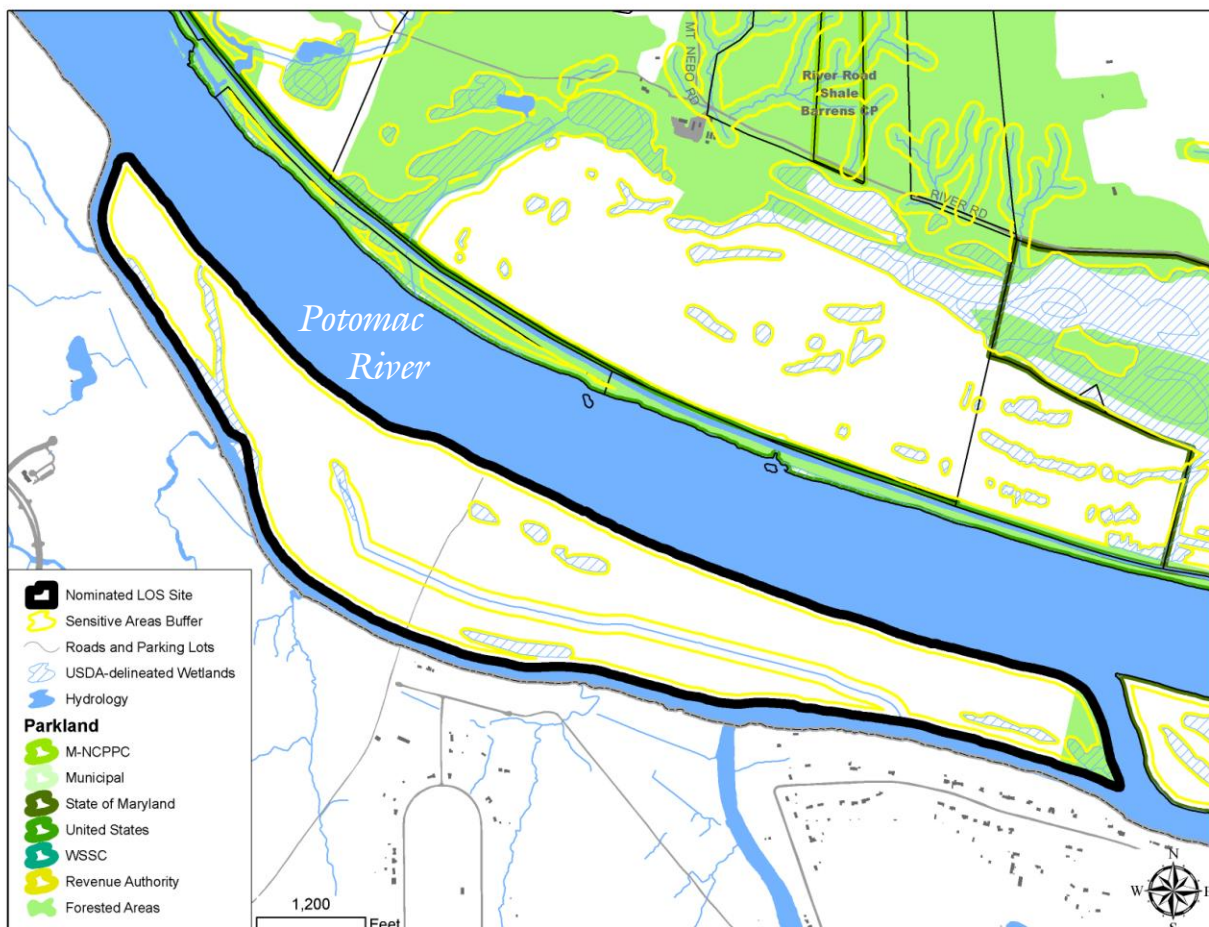 MT NEBO RD
River Road
Shale
Barrens CP
RIVER RD
Potomac
River
Nominated LOS Site
Sensitive Areas Buffer
Roads and Parking Lots
USDA-delineated Wetlands
Hydrology
Parkland
M-NCPPC
Municipal
State of Maryland
United States
WSSC
Revenue Authority
Forested Areas
1,200
Feet
N
W
E
S